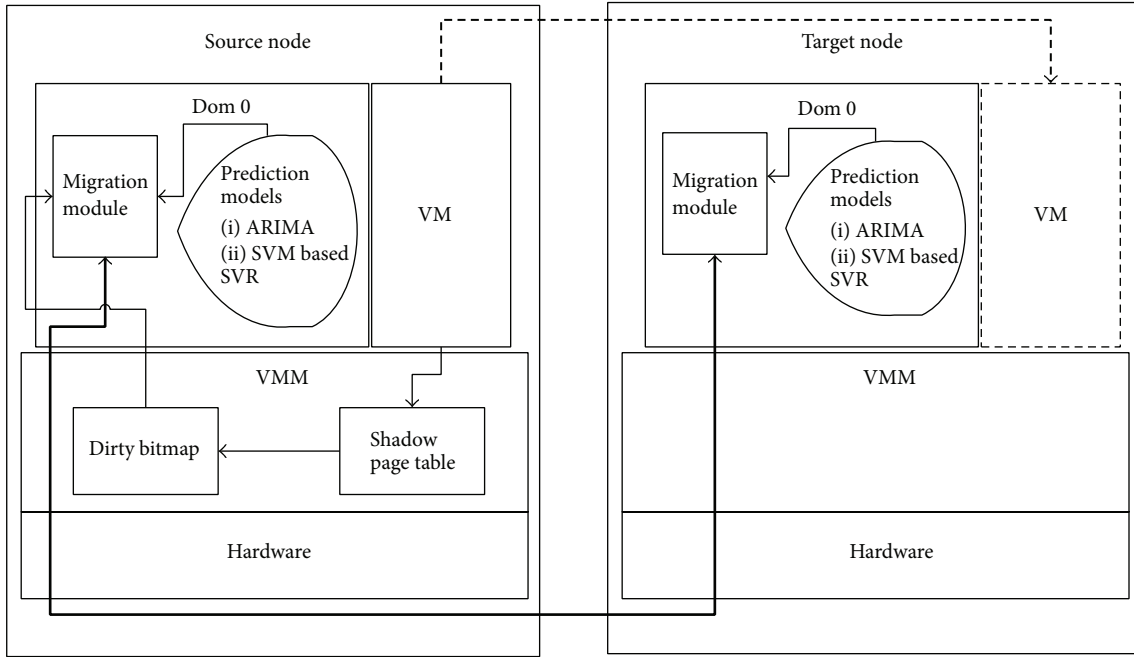 Source node
Dom 0
Migration
module
Prediction
models
(i) ARIMA
(ii) SVM based
SVR
VM
VMM
Dirty bitmap
Shadow
page table
Hardware
Target node
Dom 0
Migration
module
Prediction
models
(i) ARIMA
(ii) SVM based
SVR
VM
VMM
Hardware